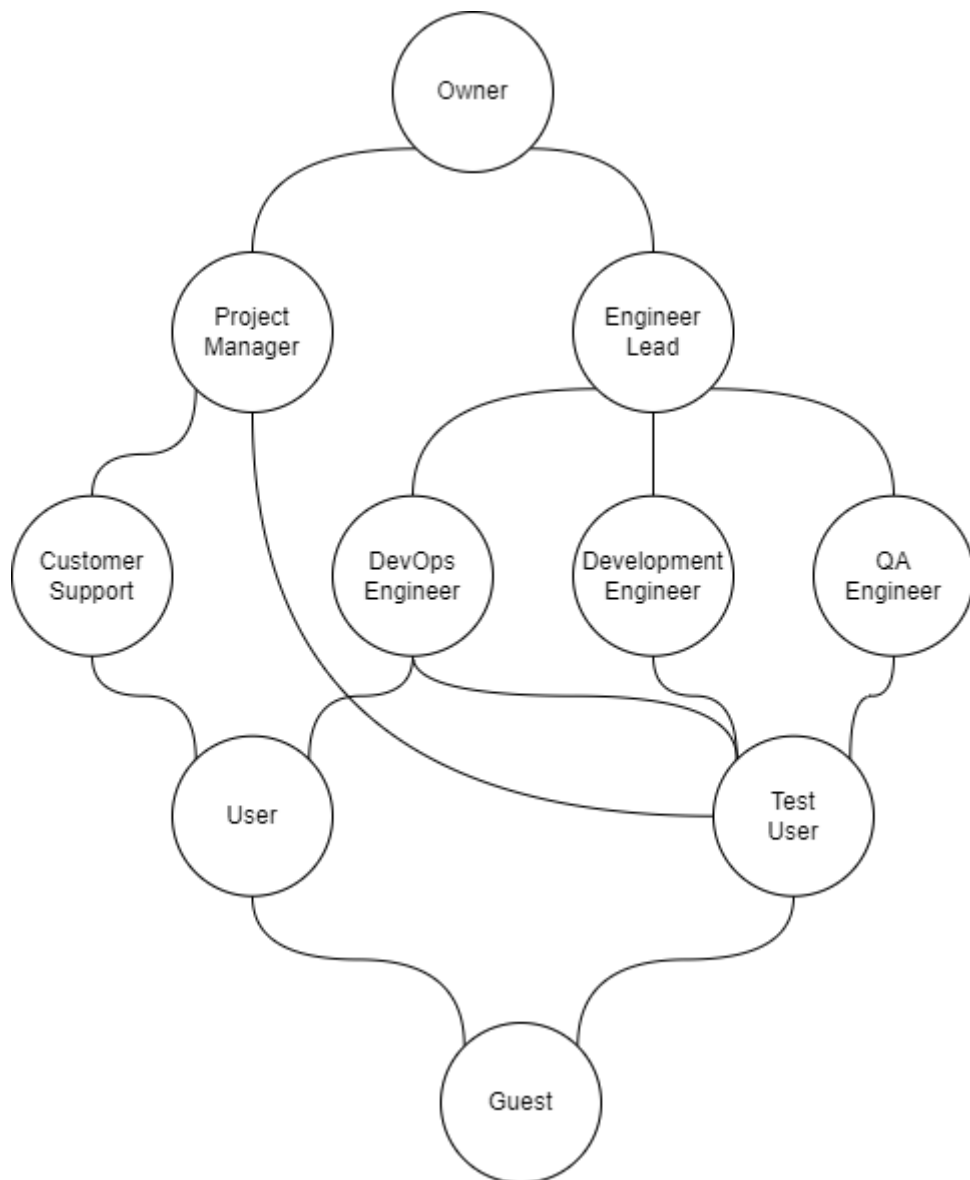 Owner
Project
Manager
Engineer
Lead
Customer
Support
DevOps
Engineer
Development
Engineer
QA
Engineer
User
Test
User
Guest